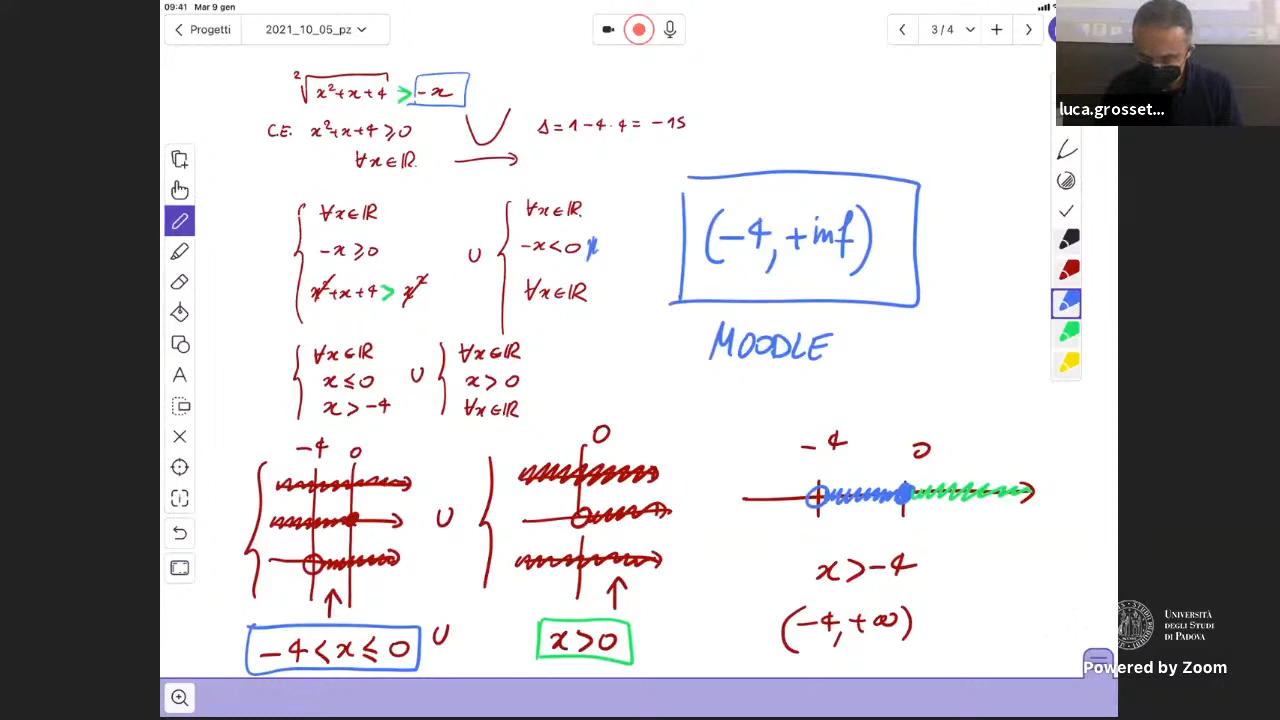 09:41 Mar 9 gen
Progetti
2021_10_05_pz
3/4
luca.grosset...
²√x²+x+4 > -x
C.E. x²+x+4 ≥ 0
Δ = 1-4·4 = -15
∀x∈ℝ.
∀x∈ℝ
-x ≥ 0
x²+x+4 > x²
∪
∀x∈ℝ.
-x < 0
∀x∈ℝ
(-4, +inf)
MOODLE
∀x∈ℝ
x ≤ 0
x > -4
∪
∀x∈ℝ
x > 0
∀x∈ℝ
-4 0
∪
0
-4 0
-4 < x ≤ 0
∪
x > 0
x > -4
(-4, +∞)
UNIVERSITÀ
DEGLI STUDI
DI PADOVA
Powered by Zoom